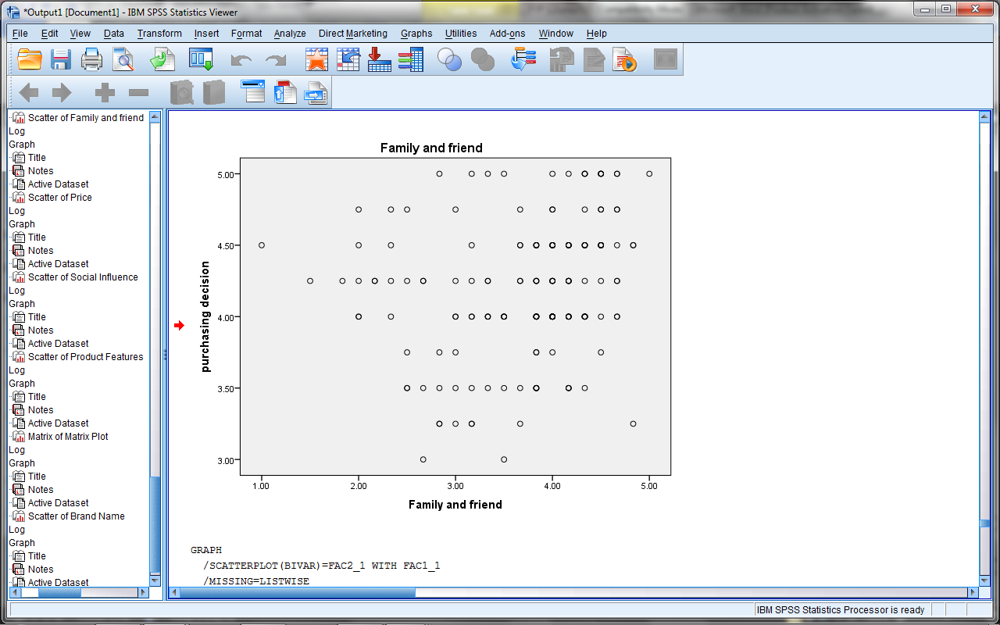 *Output1 [Document1] - IBM SPSS Statistics Viewer
File Edit View Data Transform Insert Format Analyze Direct Marketing Graphs Utilities Add-ons Window Help
Scatter of Family and friend
Log
Graph
Title
Notes
Active Dataset
Scatter of Price
Log
Graph
Title
Notes
Active Dataset
Scatter of Social Influence
Log
Graph
Title
Notes
Active Dataset
Scatter of Product Features
Log
Graph
Title
Notes
Active Dataset
Matrix of Matrix Plot
Log
Graph
Title
Notes
Active Dataset
Scatter of Brand Name
Log
Graph
Title
Notes
Active Dataset
Family and friend
purchasing decision
5.00
4.50
4.00
3.50
3.00
1.00 2.00 3.00 4.00 5.00
Family and friend
GRAPH
/SCATTERPLOT(BIVAR)=FAC2_1 WITH FAC1_1
/MISSING=LISTWISE
IBM SPSS Statistics Processor is ready